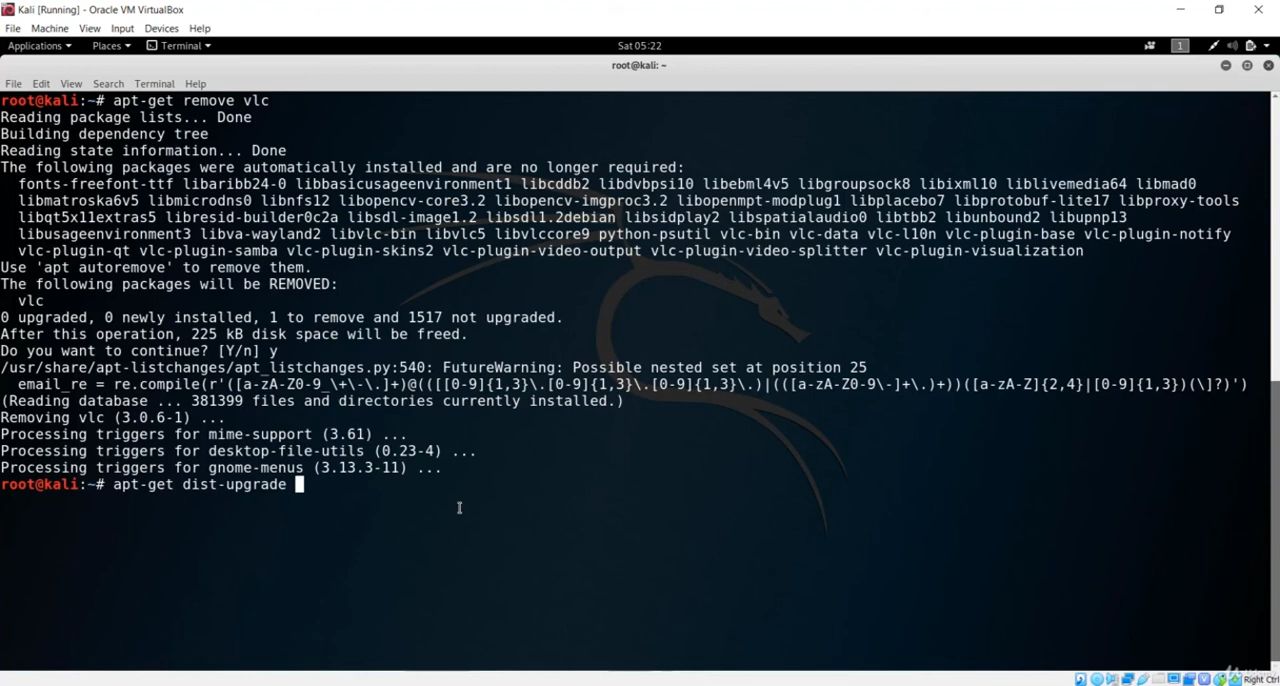 Kali [Running] - Oracle VM VirtualBox
File Machine View Input Devices Help
Applications Places Terminal Sat 05:22 1
root@kali: ~
File Edit View Search Terminal Help
root@kali:~# apt-get remove vlc
Reading package lists... Done
Building dependency tree
Reading state information... Done
The following packages were automatically installed and are no longer required:
fonts-freefont-ttf libaribb24-0 libbasicusageenvironment1 libcddb2 libdvbpsi10 libebml4v5 libgroupsock8 libixml10 liblivemedia64 libmad0
libmatroska6v5 libmicrodns0 libnfs12 libopencv-core3.2 libopencv-imgproc3.2 libopenmpt-modplug1 libplacebo7 libprotobuf-lite17 libproxy-tools
libqt5x11extras5 libresid-builder0c2a libsdl-image1.2 libsdl1.2debian libsidplay2 libspatialaudio0 libtbb2 libunbound2 libupnp13
libusageenvironment3 libva-wayland2 libvlc-bin libvlc5 libvlccore9 python-psutil vlc-bin vlc-data vlc-l10n vlc-plugin-base vlc-plugin-notify
vlc-plugin-qt vlc-plugin-samba vlc-plugin-skins2 vlc-plugin-video-output vlc-plugin-video-splitter vlc-plugin-visualization
Use 'apt autoremove' to remove them.
The following packages will be REMOVED:
vlc
0 upgraded, 0 newly installed, 1 to remove and 1517 not upgraded.
After this operation, 225 kB disk space will be freed.
Do you want to continue? [Y/n] y
/usr/share/apt-listchanges/apt_listchanges.py:540: FutureWarning: Possible nested set at position 25
email_re = re.compile(r'([a-zA-Z0-9_\+\-\.]+)@(([[0-9]{1,3}\.[0-9]{1,3}\.[0-9]{1,3}\.)|(([a-zA-Z0-9\-]+\.)+))([a-zA-Z]{2,4}|[0-9]{1,3})(\]?)')
(Reading database ... 381399 files and directories currently installed.)
Removing vlc (3.0.6-1) ...
Processing triggers for mime-support (3.61) ...
Processing triggers for desktop-file-utils (0.23-4) ...
Processing triggers for gnome-menus (3.13.3-11) ...
root@kali:~# apt-get dist-upgrade
Right Ctrl